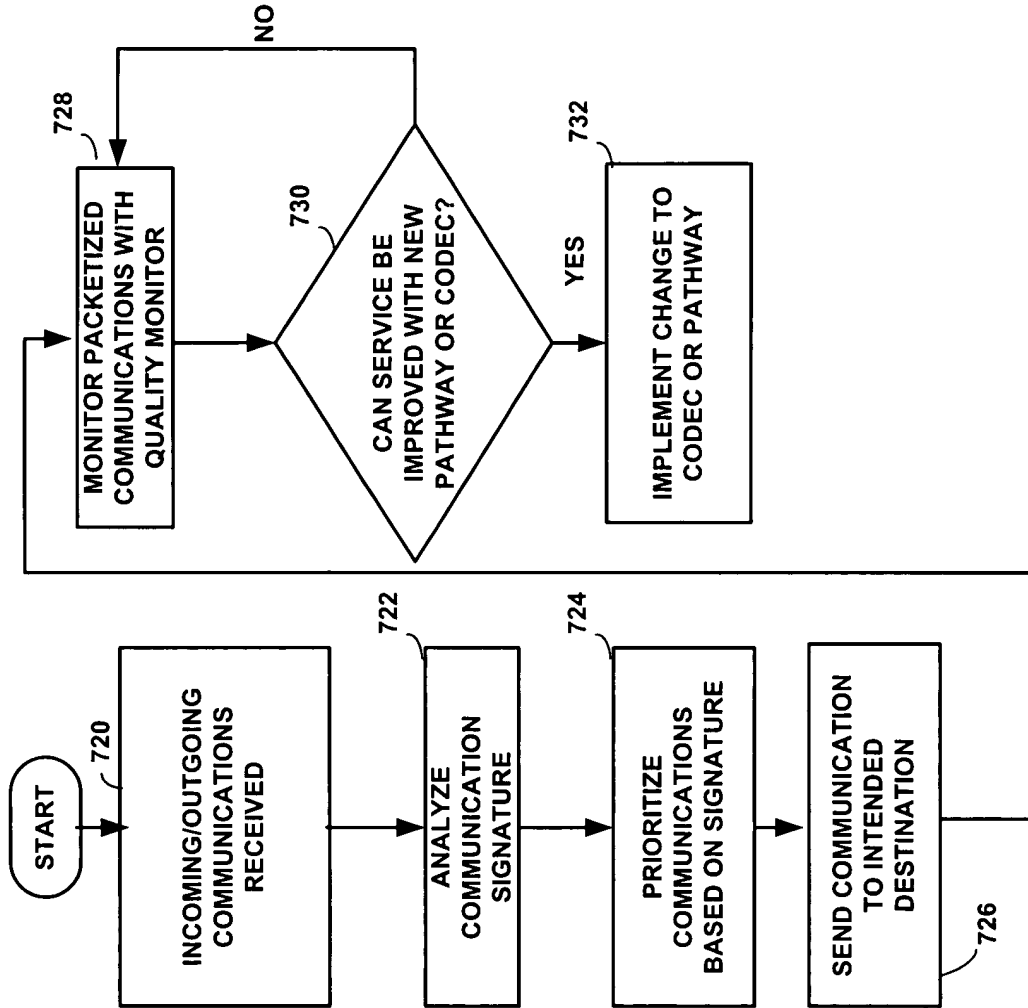 START
720
INCOMING/OUTGOING
COMMUNICATIONS
RECEIVED
722
ANALYZE
COMMUNICATION
SIGNATURE
724
PRIORITIZE
COMMUNICATIONS
BASED ON SIGNATURE
SEND COMMUNICATION
TO INTENDED
DESTINATION
726
728
MONITOR PACKETIZED
COMMUNICATIONS WITH
QUALITY MONITOR
NO
730
CAN SERVICE BE
IMPROVED WITH NEW
PATHWAY OR CODEC?
YES
732
IMPLEMENT CHANGE TO
CODEC OR PATHWAY